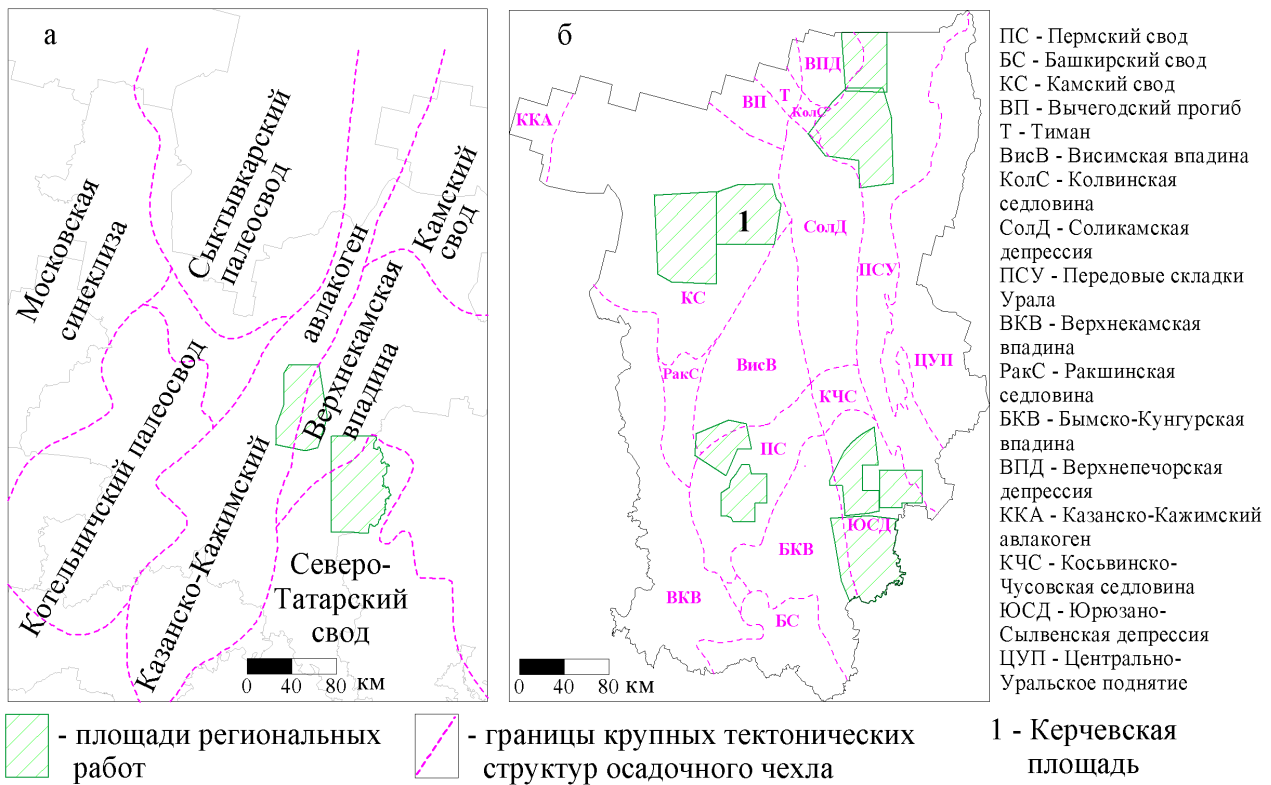 а
Московская
синеклиза
Сыктывкарский
палеосвод
авлакоген
Камский
свод
Верхнекамская
впадина
Котельничский палеосвод
Казанско-Кажимский
Северо-
Татарский
свод
0 40 80 км
б
ВПД
ВП
Т
КолС
ККА
1
СолД
ПСУ
КС
РакС
ВисВ
ЦУП
КЧС
ПС
ЮСД
БКВ
ВКВ
БС
0 40 80 км
ПС - Пермский свод
БС - Башкирский свод
КС - Камский свод
ВП - Вычегодский прогиб
Т - Тиман
ВисВ - Висимская впадина
КолС - Колвинская
седловина
СолД - Соликамская
депрессия
ПСУ - Передовые складки
Урала
ВКВ - Верхнекамская
впадина
РакС - Ракшинская
седловина
БКВ - Бымско-Кунгурская
впадина
ВПД - Верхнепечорская
депрессия
ККА - Казанско-Кажимский
авлакоген
КЧС - Косьвинско-
Чусовская седловина
ЮСД - Юрюзано-
Сылвенская депрессия
ЦУП - Центрально-
Уральское поднятие
- площади региональных
работ
- границы крупных тектонических
структур осадочного чехла
1 - Керчевская
площадь